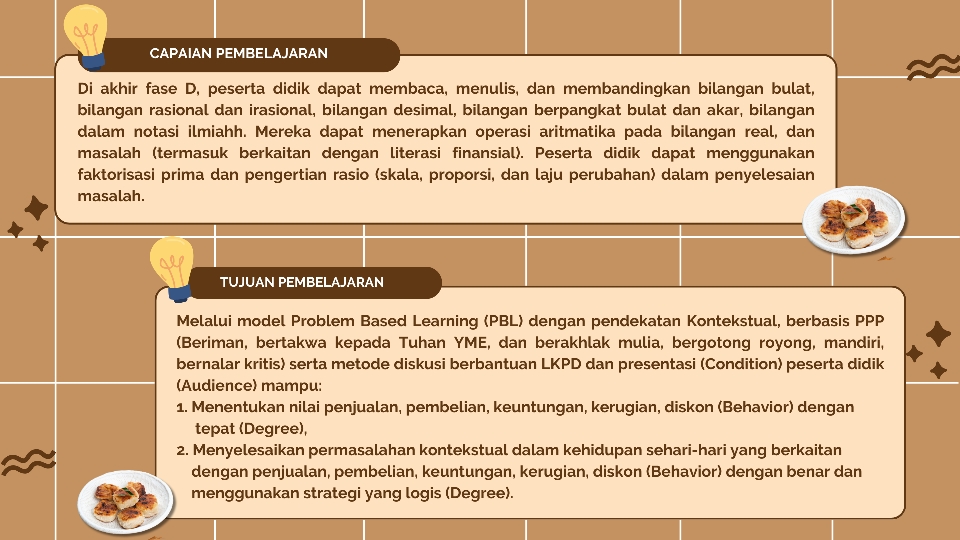 CAPAIAN PEMBELAJARAN
Di akhir fase D, peserta didik dapat membaca, menulis, dan membandingkan bilangan bulat,
bilangan rasional dan irasional, bilangan desimal, bilangan berpangkat bulat dan akar, bilangan
dalam notasi ilmiahh. Mereka dapat menerapkan operasi aritmatika pada bilangan real, dan
masalah (termasuk berkaitan dengan literasi finansial). Peserta didik dapat menggunakan
faktorisasi prima dan pengertian rasio (skala, proporsi, dan laju perubahan) dalam penyelesaian
masalah.
TUJUAN PEMBELAJARAN
Melalui model Problem Based Learning (PBL) dengan pendekatan Kontekstual, berbasis PPP
(Beriman, bertakwa kepada Tuhan YME, dan berakhlak mulia, bergotong royong, mandiri,
bernalar kritis) serta metode diskusi berbantuan LKPD dan presentasi (Condition) peserta didik
(Audience) mampu:
1. Menentukan nilai penjualan, pembelian, keuntungan, kerugian, diskon (Behavior) dengan
tepat (Degree),
2. Menyelesaikan permasalahan kontekstual dalam kehidupan sehari-hari yang berkaitan
dengan penjualan, pembelian, keuntungan, kerugian, diskon (Behavior) dengan benar dan
menggunakan strategi yang logis (Degree).